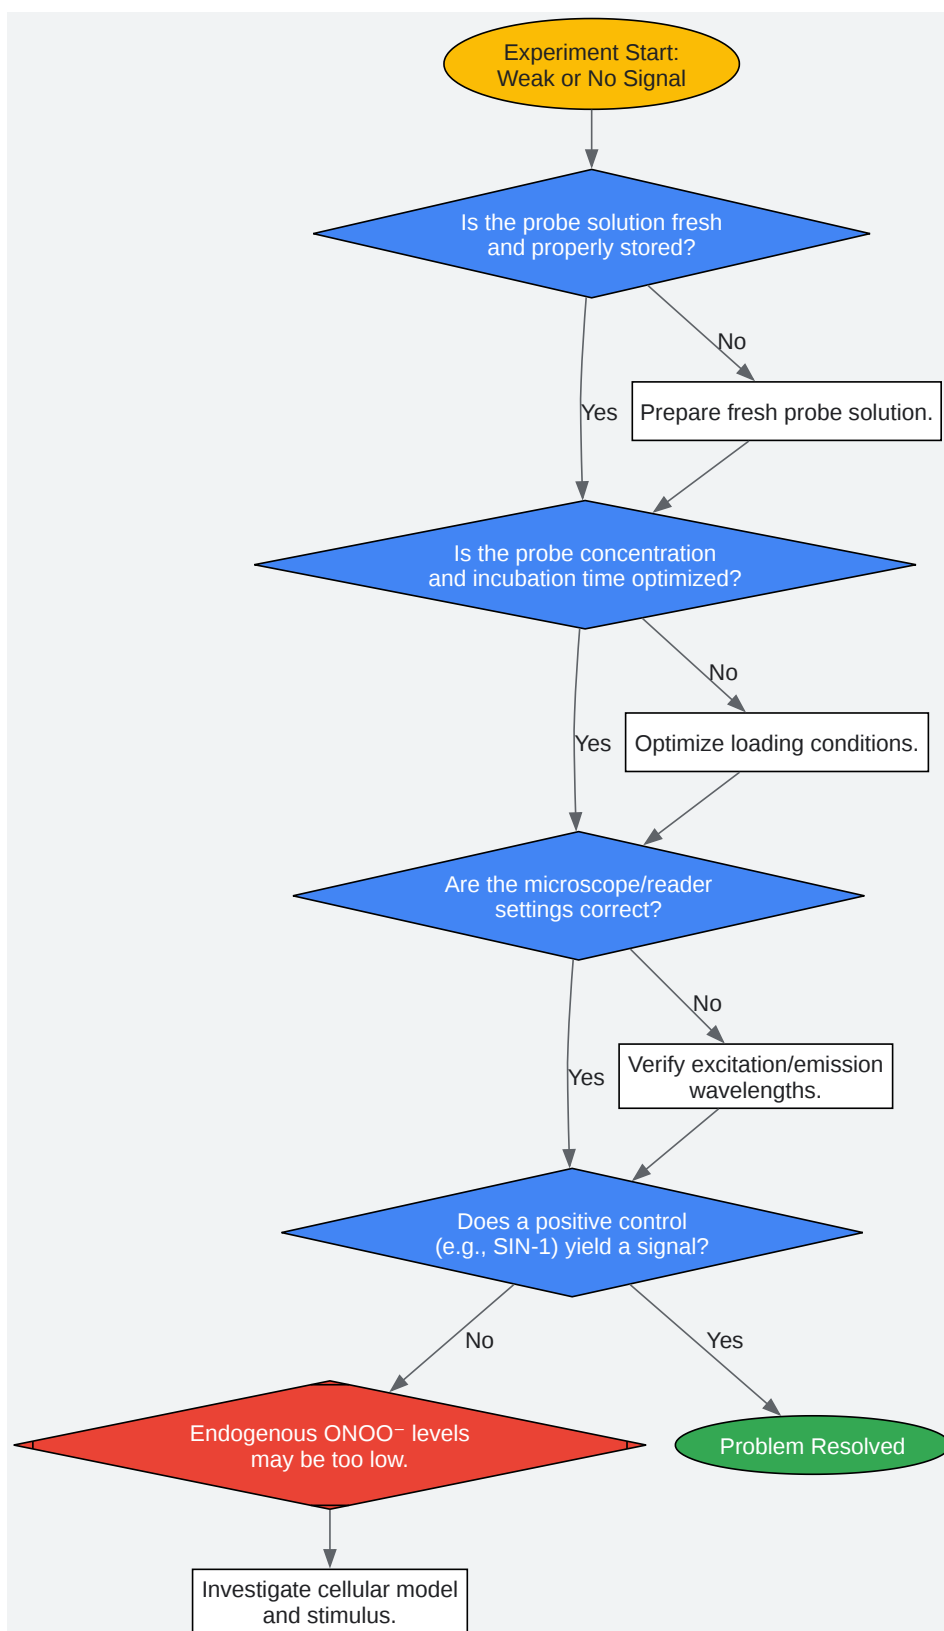 Experiment Start:
Weak or No Signal
Is the probe solution fresh
and properly stored?
No
Yes
Prepare fresh probe solution.
Is the probe concentration
and incubation time optimized?
No
Yes
Optimize loading conditions.
Are the microscope/reader
settings correct?
No
Yes
Verify excitation/emission
wavelengths.
Does a positive control
(e.g., SIN-1) yield a signal?
No
Yes
Endogenous ONOO⁻ levels
may be too low.
Problem Resolved
Investigate cellular model
and stimulus.